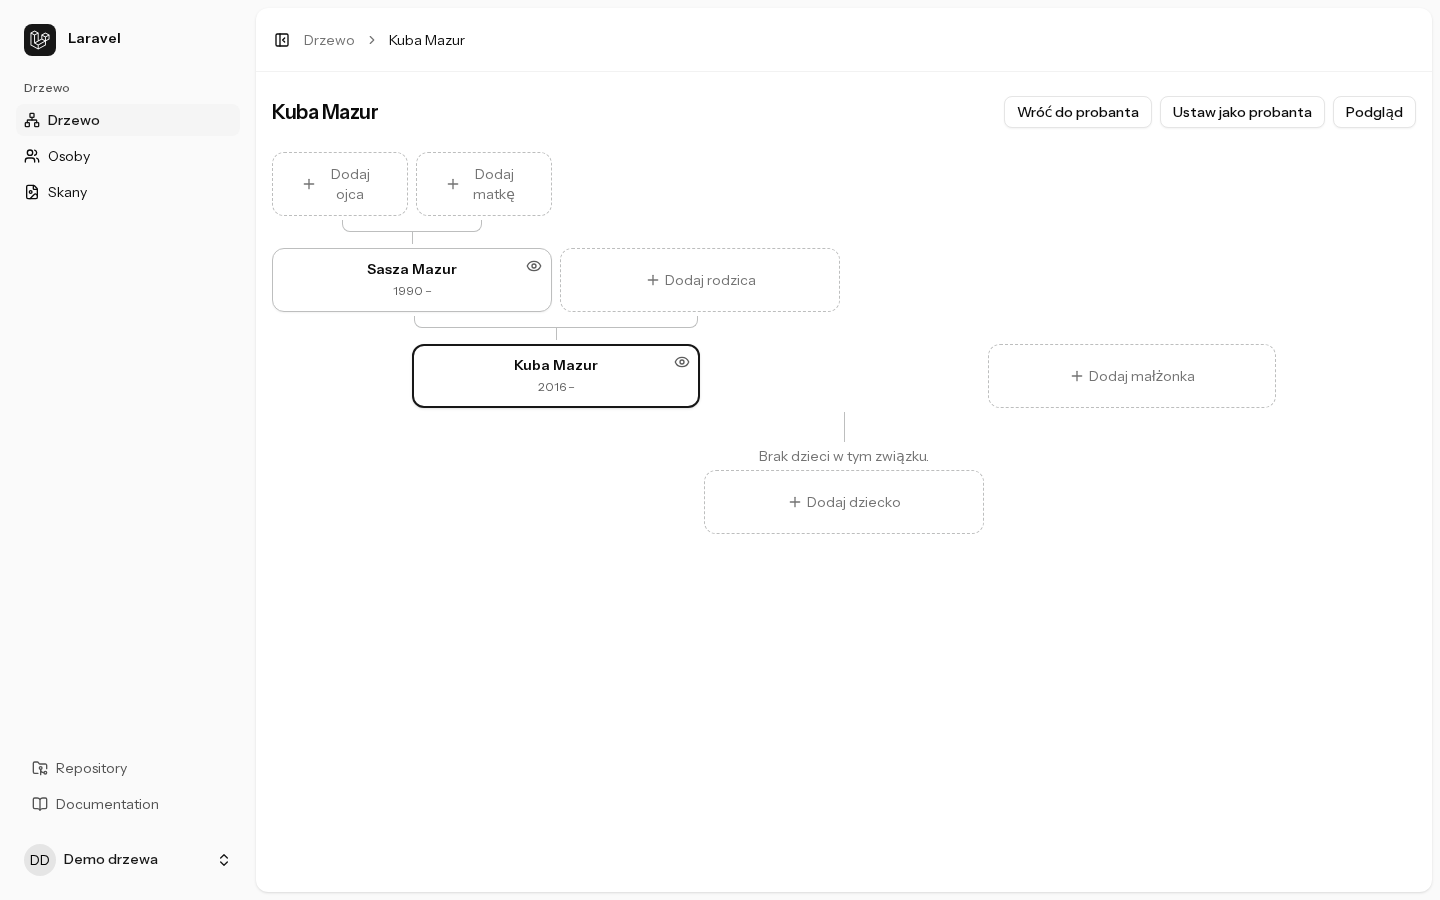 Laravel
Drzewo
Drzewo
Osoby
Skany
Repository
Documentation
DD Demo drzewa
Drzewo > Kuba Mazur
Kuba Mazur
Wróć do probanta
Ustaw jako probanta
Podgląd
Dodaj
ojca
Dodaj
matkę
Sasza Mazur
1990 –
Dodaj rodzica
Kuba Mazur
2016 –
Dodaj małżonka
Brak dzieci w tym związku.
Dodaj dziecko